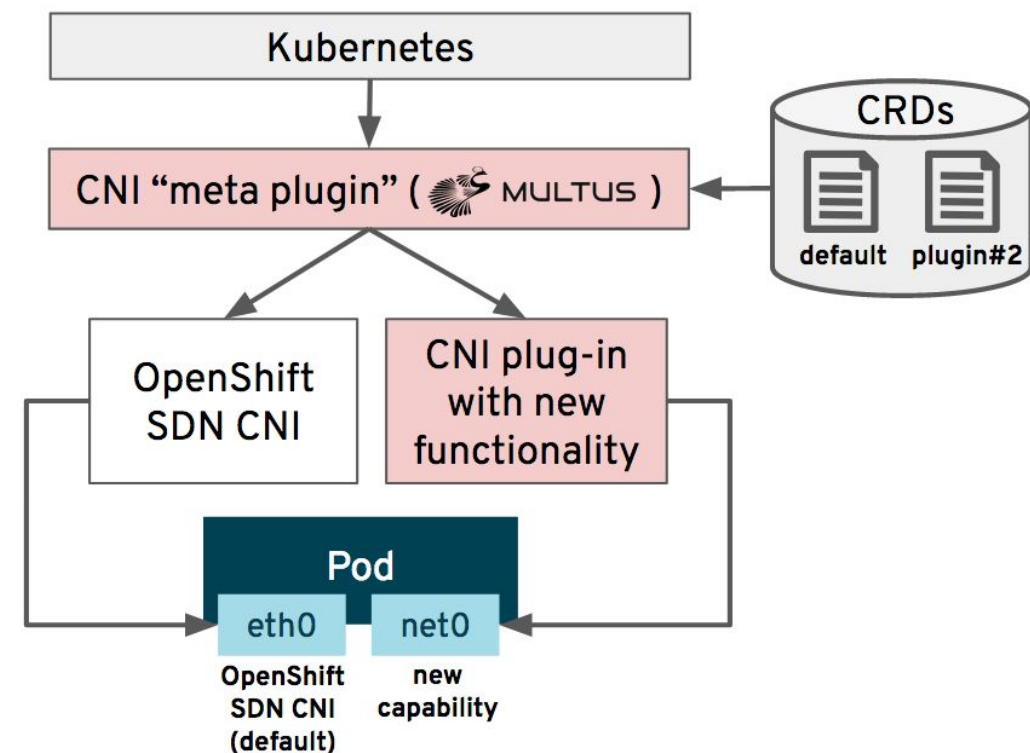 Kubernetes
CRDs
CNI “meta plugin” ( MULTUS )
default plugin#2
OpenShift
SDN CNI
CNI plug-in
with new
functionality
Pod
eth0 net0
OpenShift
SDN CNI
(default)
new
capability